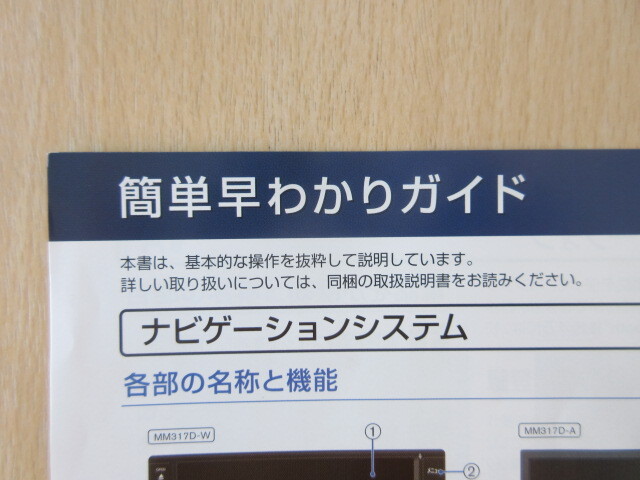 簡単早わかりガイド
本書は、基本的な操作を抜粋して説明しています。
詳しい取り扱いについては、同梱の取扱説明書をお読みください。
ナビゲーションシステム
各部の名称と機能
MM317D-W
①
MM317D-A
メニュー
②